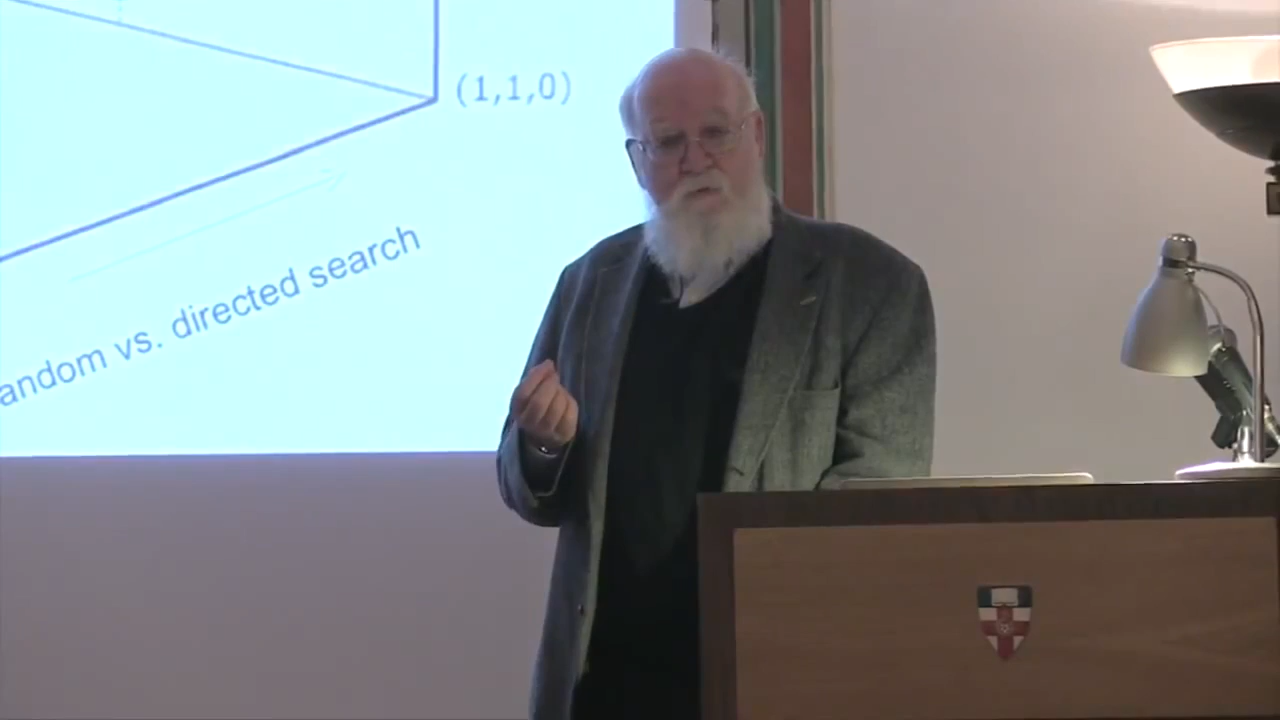 (1,1,0)
andom vs. directed search